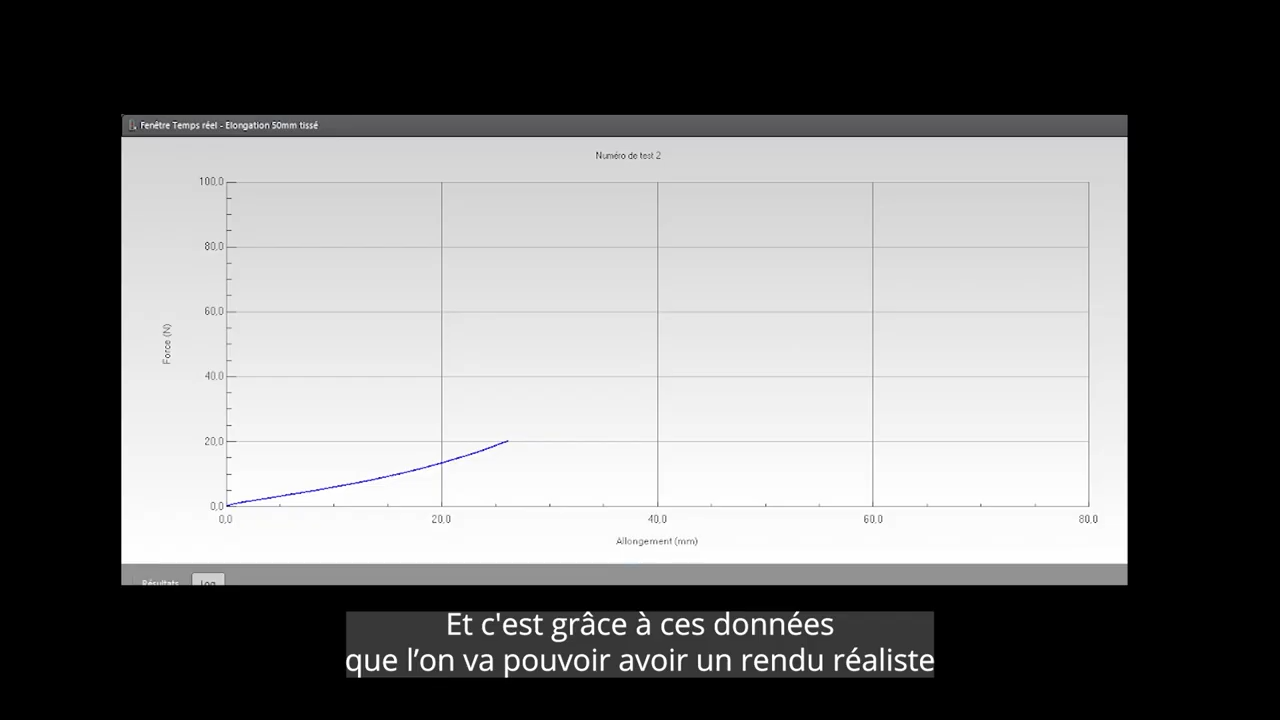 Fenêtre Temps réel - Elongation 50mm tissé
Numéro de test 2
100,0
80,0
60,0
40,0
20,0
0,0
Force (N)
0,0 20,0 40,0 60,0 80,0
Allongement (mm)
Résultats Log
Et c'est grâce à ces données
que l’on va pouvoir avoir un rendu réaliste